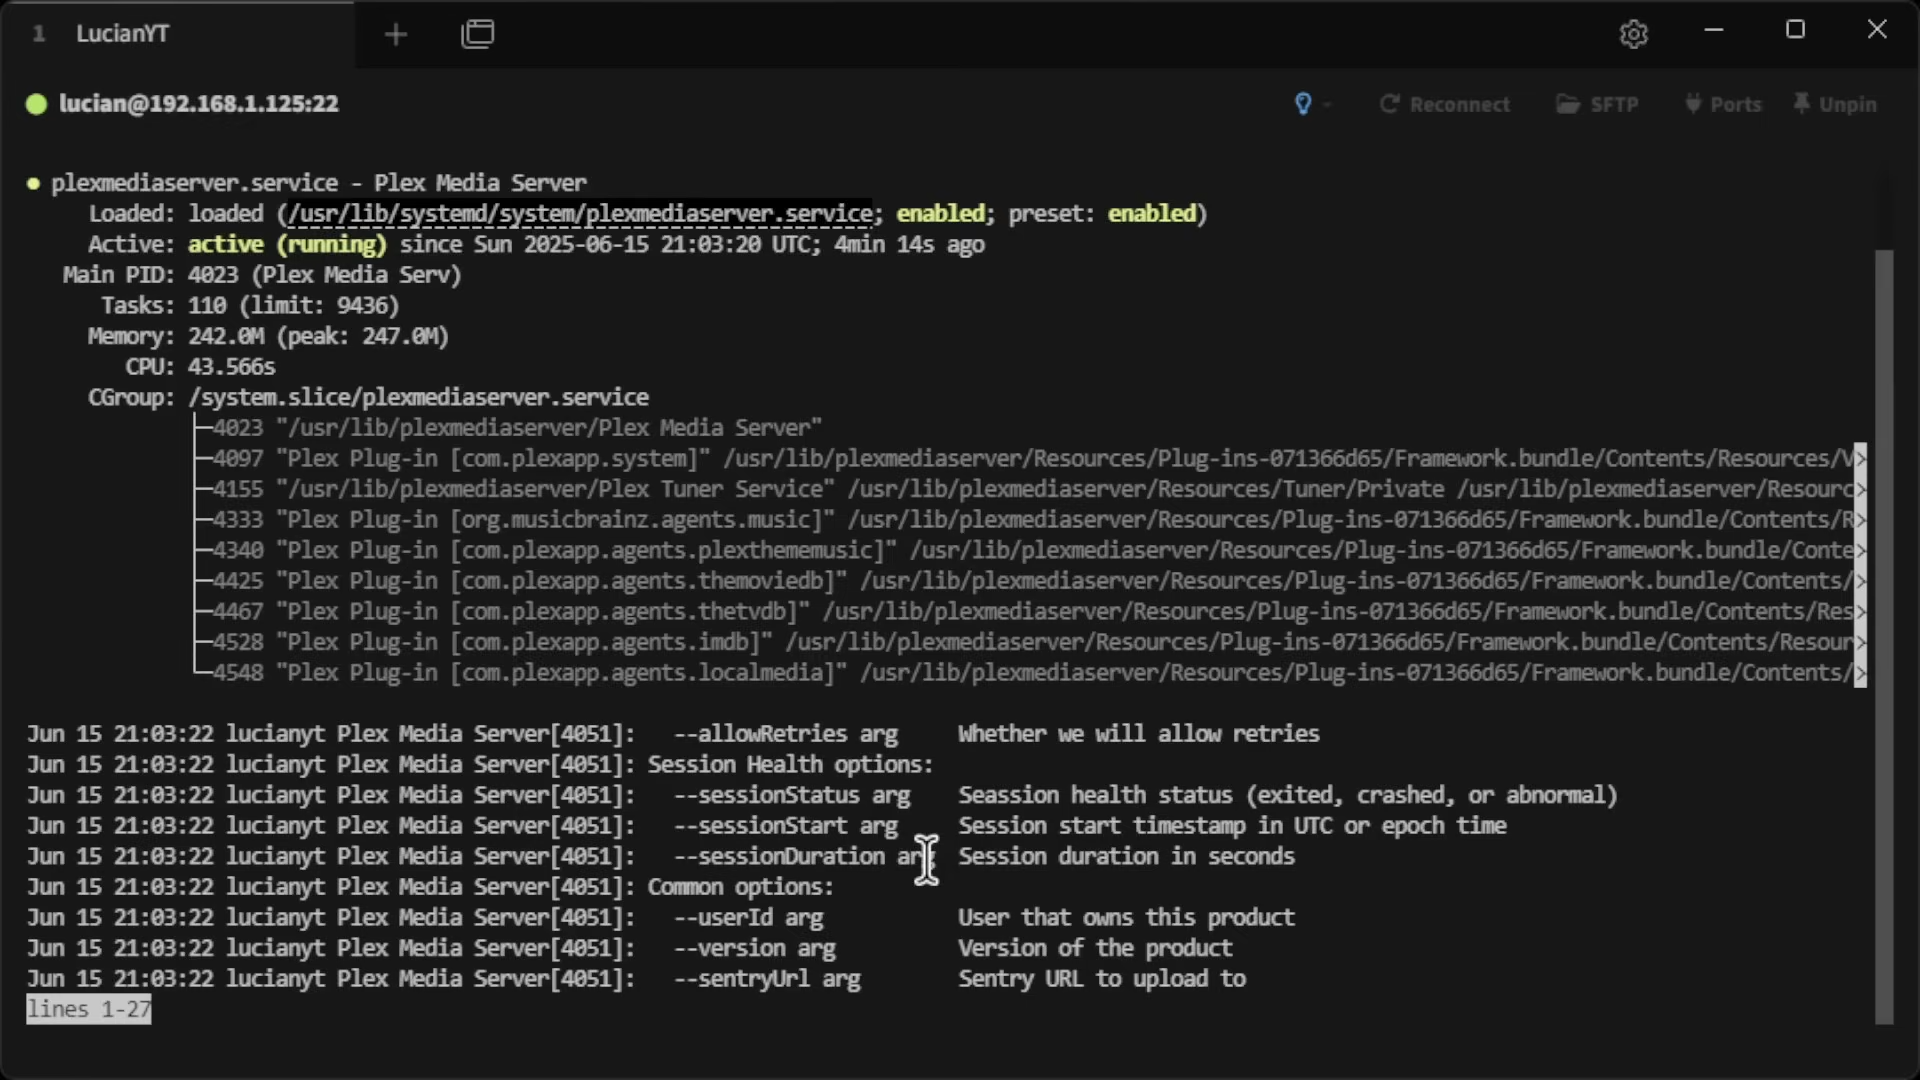 1 LucianYT
lucian@192.168.1.125:22
Reconnect SFTP Ports Unpin
● plexmediaserver.service - Plex Media Server
Loaded: loaded (/usr/lib/systemd/system/plexmediaserver.service; enabled; preset: enabled)
Active: active (running) since Sun 2025-06-15 21:03:20 UTC; 4min 14s ago
Main PID: 4023 (Plex Media Serv)
Tasks: 110 (limit: 9436)
Memory: 242.0M (peak: 247.0M)
CPU: 43.566s
CGroup: /system.slice/plexmediaserver.service
├─4023 "/usr/lib/plexmediaserver/Plex Media Server"
├─4097 "Plex Plug-in [com.plexapp.system]" /usr/lib/plexmediaserver/Resources/Plug-ins-071366d65/Framework.bundle/Contents/Resources/V>
├─4155 "/usr/lib/plexmediaserver/Plex Tuner Service" /usr/lib/plexmediaserver/Resources/Tuner/Private /usr/lib/plexmediaserver/Resourc>
├─4333 "Plex Plug-in [org.musicbrainz.agents.music]" /usr/lib/plexmediaserver/Resources/Plug-ins-071366d65/Framework.bundle/Contents/R>
├─4340 "Plex Plug-in [com.plexapp.agents.plexthememusic]" /usr/lib/plexmediaserver/Resources/Plug-ins-071366d65/Framework.bundle/Conte>
├─4425 "Plex Plug-in [com.plexapp.agents.themoviedb]" /usr/lib/plexmediaserver/Resources/Plug-ins-071366d65/Framework.bundle/Contents/>
├─4467 "Plex Plug-in [com.plexapp.agents.thetvdb]" /usr/lib/plexmediaserver/Resources/Plug-ins-071366d65/Framework.bundle/Contents/Res>
├─4528 "Plex Plug-in [com.plexapp.agents.imdb]" /usr/lib/plexmediaserver/Resources/Plug-ins-071366d65/Framework.bundle/Contents/Resour>
└─4548 "Plex Plug-in [com.plexapp.agents.localmedia]" /usr/lib/plexmediaserver/Resources/Plug-ins-071366d65/Framework.bundle/Contents/>
Jun 15 21:03:22 lucianyt Plex Media Server[4051]: --allowRetries arg Whether we will allow retries
Jun 15 21:03:22 lucianyt Plex Media Server[4051]: Session Health options:
Jun 15 21:03:22 lucianyt Plex Media Server[4051]: --sessionStatus arg Seassion health status (exited, crashed, or abnormal)
Jun 15 21:03:22 lucianyt Plex Media Server[4051]: --sessionStart arg Session start timestamp in UTC or epoch time
Jun 15 21:03:22 lucianyt Plex Media Server[4051]: --sessionDuration arg Session duration in seconds
Jun 15 21:03:22 lucianyt Plex Media Server[4051]: Common options:
Jun 15 21:03:22 lucianyt Plex Media Server[4051]: --userId arg User that owns this product
Jun 15 21:03:22 lucianyt Plex Media Server[4051]: --version arg Version of the product
Jun 15 21:03:22 lucianyt Plex Media Server[4051]: --sentryUrl arg Sentry URL to upload to
lines 1-27